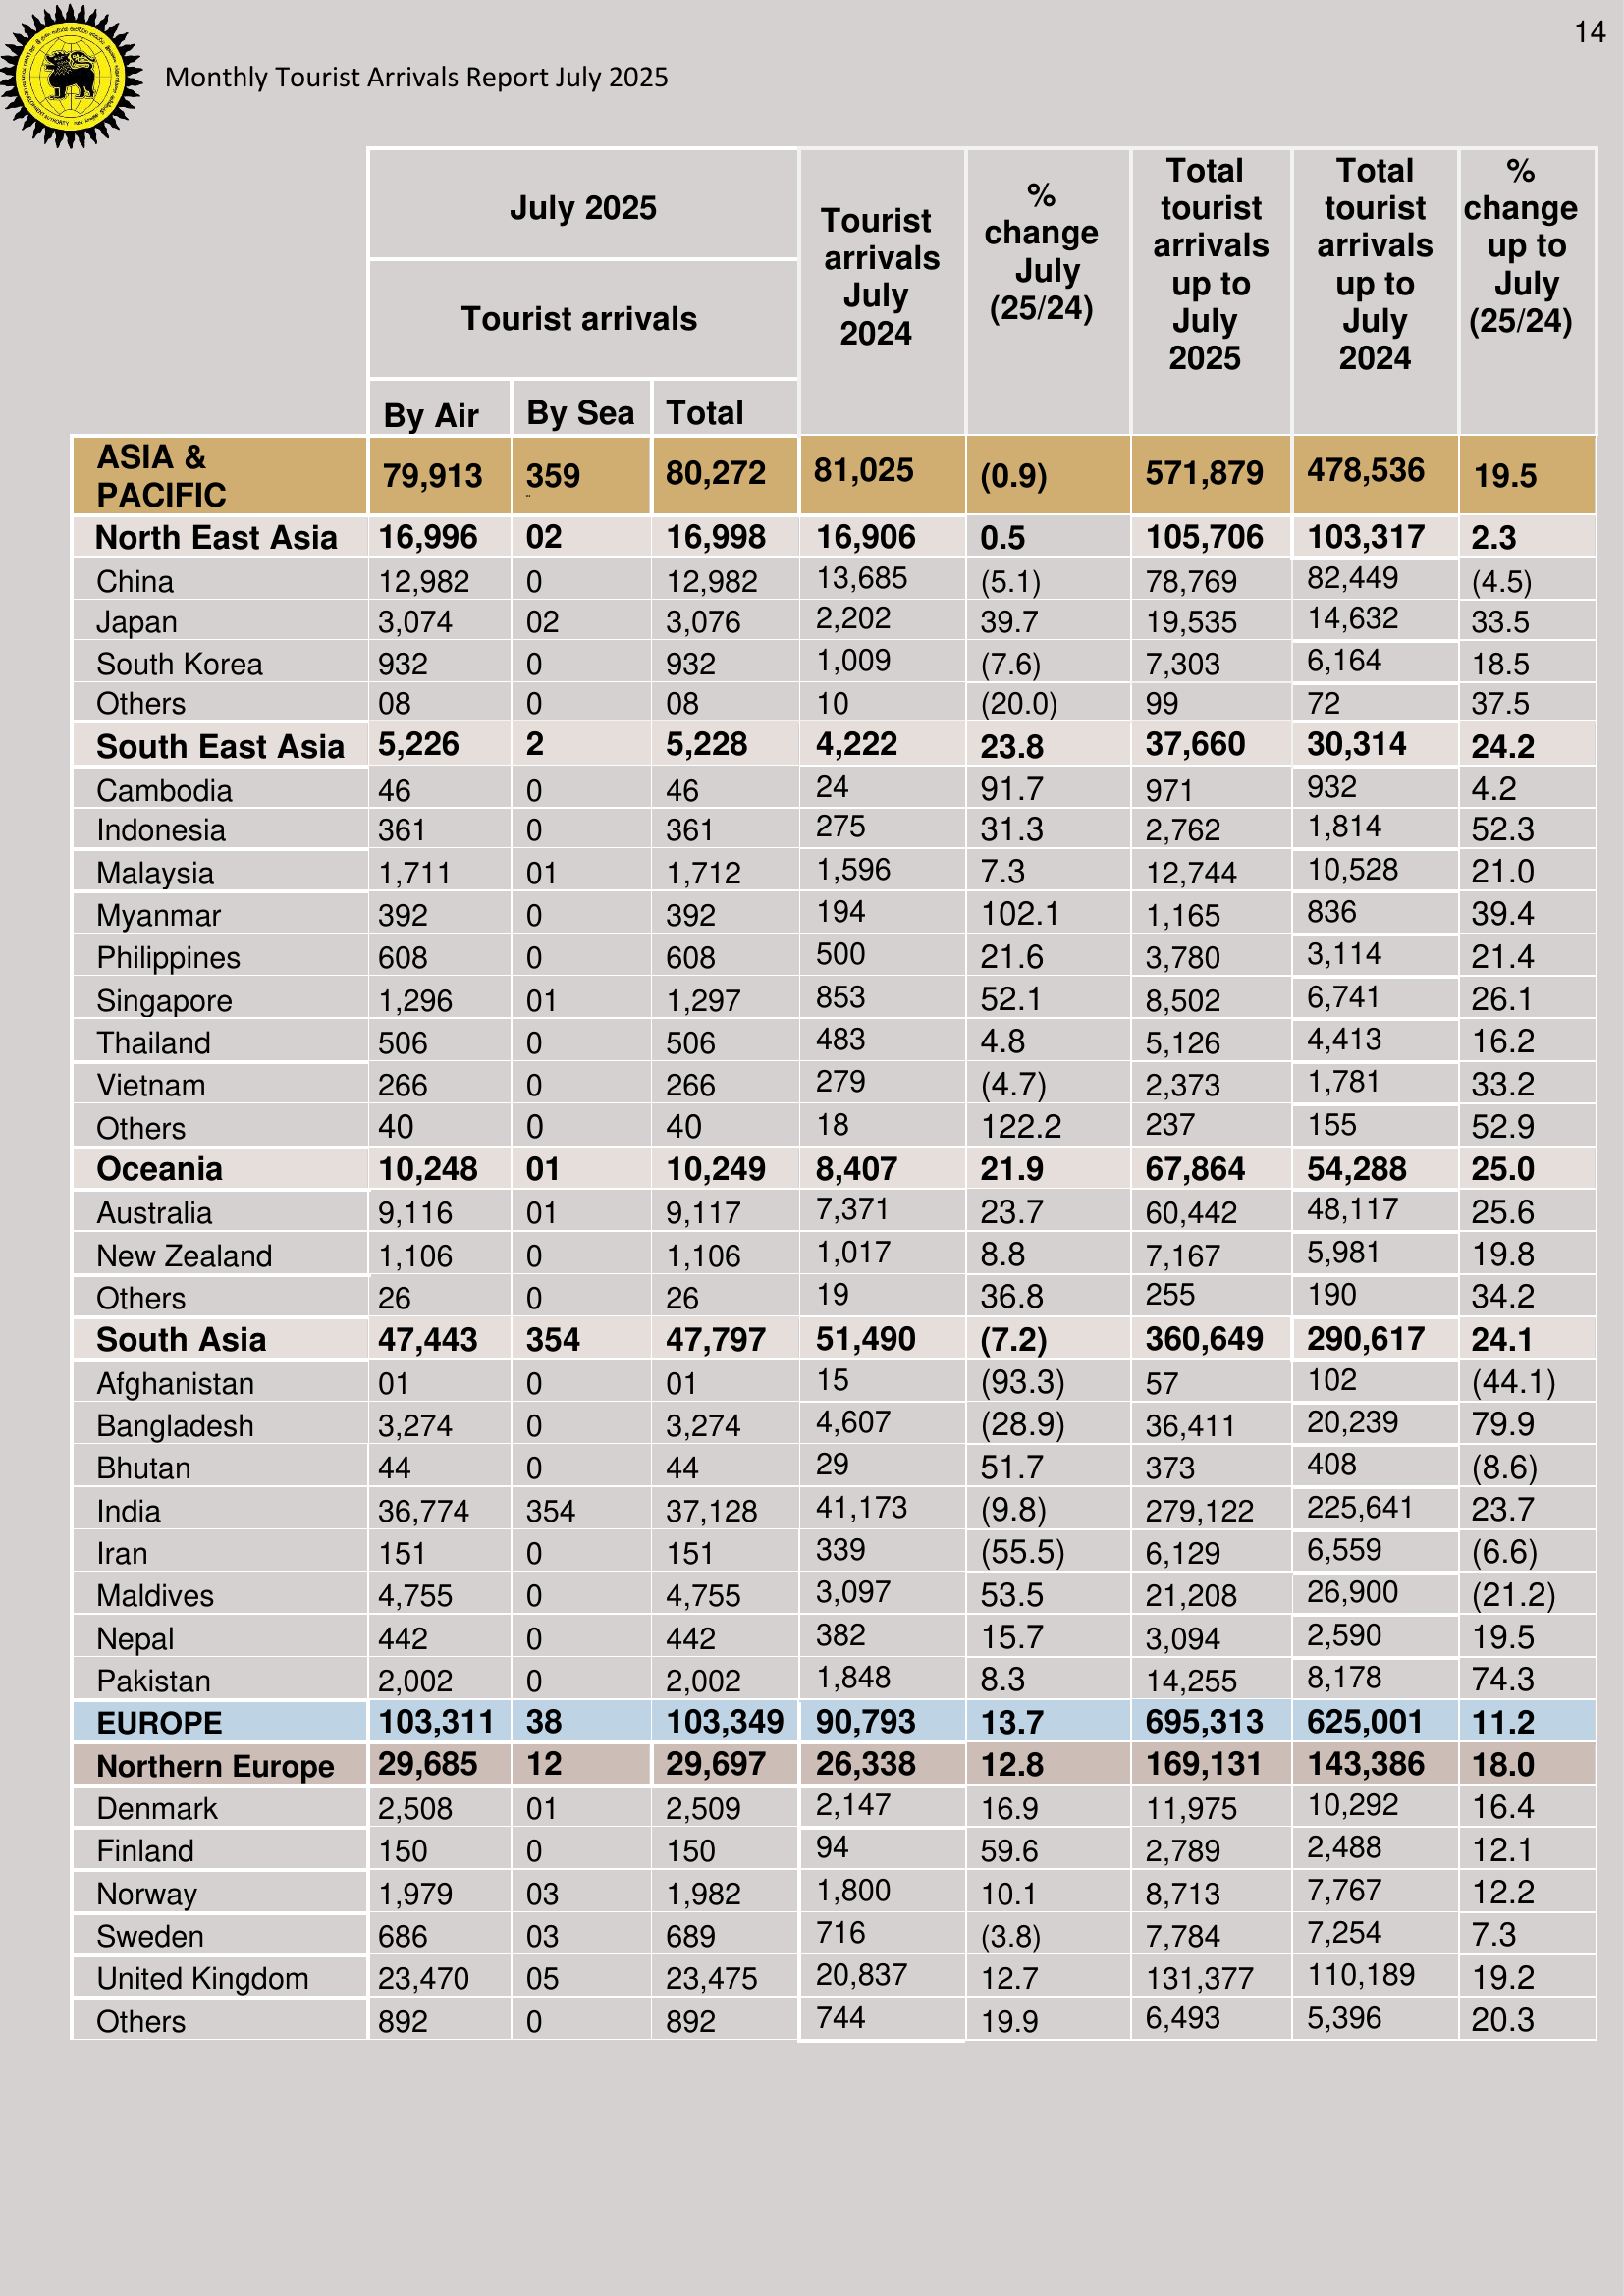 14
Monthly Tourist Arrivals Report July 2025
July 2025
Tourist arrivals
By Air By Sea Total
Tourist
arrivals
July
2024
%
change
July
(25/24)
Total
tourist
arrivals
up to
July
2025
Total
tourist
arrivals
up to
July
2024
%
change
up to
July
(25/24)
ASIA &
PACIFIC
79,913 359 80,272 81,025 (0.9) 571,879 478,536 19.5
North East Asia 16,996 02 16,998 16,906 0.5 105,706 103,317 2.3
China 12,982 0 12,982 13,685 (5.1) 78,769 82,449 (4.5)
Japan 3,074 02 3,076 2,202 39.7 19,535 14,632 33.5
South Korea 932 0 932 1,009 (7.6) 7,303 6,164 18.5
Others 08 0 08 10 (20.0) 99 72 37.5
South East Asia 5,226 2 5,228 4,222 23.8 37,660 30,314 24.2
Cambodia 46 0 46 24 91.7 971 932 4.2
Indonesia 361 0 361 275 31.3 2,762 1,814 52.3
Malaysia 1,711 01 1,712 1,596 7.3 12,744 10,528 21.0
Myanmar 392 0 392 194 102.1 1,165 836 39.4
Philippines 608 0 608 500 21.6 3,780 3,114 21.4
Singapore 1,296 01 1,297 853 52.1 8,502 6,741 26.1
Thailand 506 0 506 483 4.8 5,126 4,413 16.2
Vietnam 266 0 266 279 (4.7) 2,373 1,781 33.2
Others 40 0 40 18 122.2 237 155 52.9
Oceania 10,248 01 10,249 8,407 21.9 67,864 54,288 25.0
Australia 9,116 01 9,117 7,371 23.7 60,442 48,117 25.6
New Zealand 1,106 0 1,106 1,017 8.8 7,167 5,981 19.8
Others 26 0 26 19 36.8 255 190 34.2
South Asia 47,443 354 47,797 51,490 (7.2) 360,649 290,617 24.1
Afghanistan 01 0 01 15 (93.3) 57 102 (44.1)
Bangladesh 3,274 0 3,274 4,607 (28.9) 36,411 20,239 79.9
Bhutan 44 0 44 29 51.7 373 408 (8.6)
India 36,774 354 37,128 41,173 (9.8) 279,122 225,641 23.7
Iran 151 0 151 339 (55.5) 6,129 6,559 (6.6)
Maldives 4,755 0 4,755 3,097 53.5 21,208 26,900 (21.2)
Nepal 442 0 442 382 15.7 3,094 2,590 19.5
Pakistan 2,002 0 2,002 1,848 8.3 14,255 8,178 74.3
EUROPE 103,311 38 103,349 90,793 13.7 695,313 625,001 11.2
Northern Europe 29,685 12 29,697 26,338 12.8 169,131 143,386 18.0
Denmark 2,508 01 2,509 2,147 16.9 11,975 10,292 16.4
Finland 150 0 150 94 59.6 2,789 2,488 12.1
Norway 1,979 03 1,982 1,800 10.1 8,713 7,767 12.2
Sweden 686 03 689 716 (3.8) 7,784 7,254 7.3
United Kingdom 23,470 05 23,475 20,837 12.7 131,377 110,189 19.2
Others 892 0 892 744 19.9 6,493 5,396 20.3